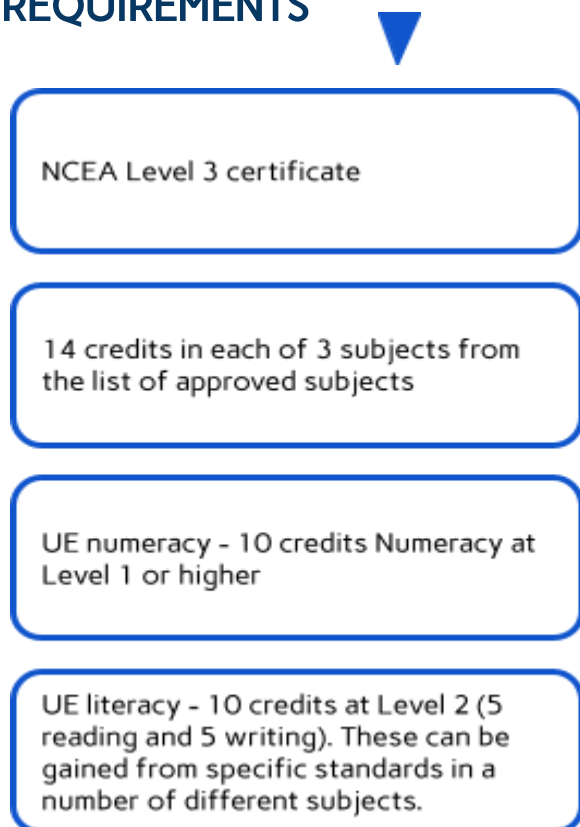 REQUIREMENTS
NCEA Level 3 certificate
14 credits in each of 3 subjects from
the list of approved subjects
UE numeracy - 10 credits Numeracy at
Level 1 or higher
UE literacy - 10 credits at Level 2 (5
reading and 5 writing). These can be
gained from specific standards in a
number of different subjects.